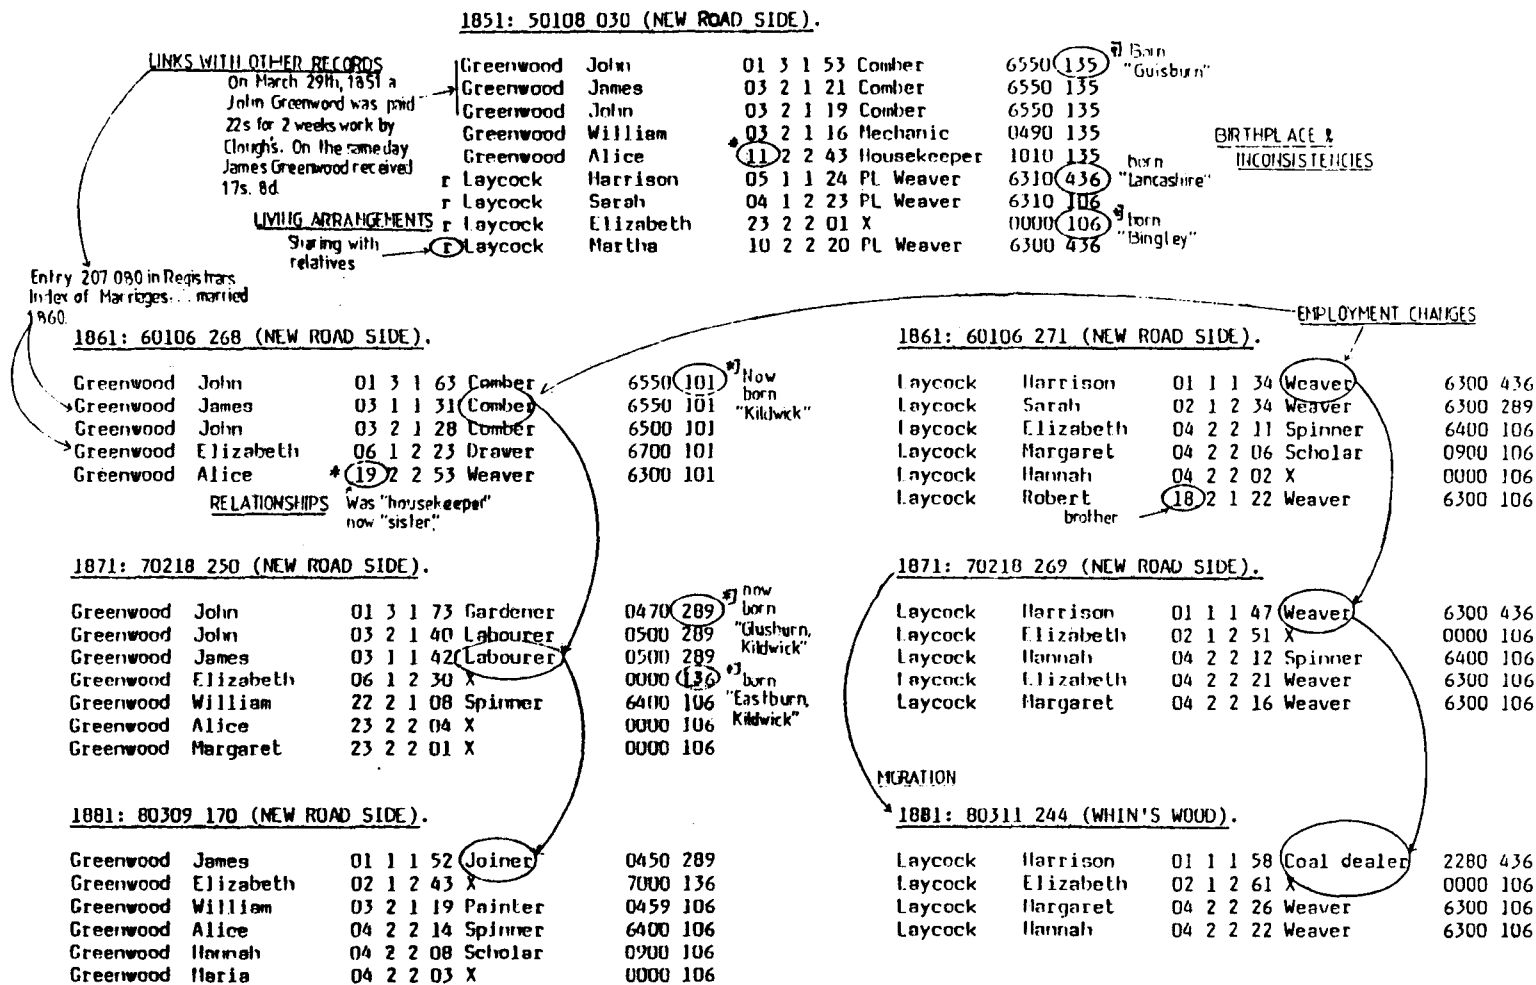 1851: 50108 030 (NEW ROAD SIDE).
LINKS WITH OTHER RECORDS
On March 29th, 1851 a
John Greenword was paid
22s for 2 weeks work by
Clough's. On the same day
James Greenwood received
17s. 8d.
Greenwood John 01 3 1 53 Comber 6550 135
Greenwood James 03 2 1 21 Comber 6550 135
Greenwood John 03 2 1 19 Comber 6550 135
Greenwood William 03 2 1 16 Mechanic 0490 135
Greenwood Alice * 11 2 2 43 Housekeeper 1010 135
r Laycock Harrison 05 1 1 24 PL Weaver 6310 436
r Laycock Sarah 04 1 2 23 PL Weaver 6310 106
r Laycock Elizabeth 23 2 2 01 X 0000 106
r Laycock Martha 10 2 2 20 PL Weaver 6300 436
*] Born
"Guisburn"
BIRTHPLACE &
INCONSISTENCIES
born
"Lancashire"
*] born
"Bingley"
LIVING ARRANGEMENTS
Sharing with
relatives
Entry 207 080 in Registrars
Index of Marriages... married
1860.
EMPLOYMENT CHANGES
1861: 60106 268 (NEW ROAD SIDE).
Greenwood John 01 3 1 63 Comber 6550 101
Greenwood James 03 1 1 31 Comber 6550 101
Greenwood John 03 2 1 28 Comber 6500 101
Greenwood Elizabeth 06 1 2 23 Drawer 6700 101
Greenwood Alice * 19 2 2 53 Weaver 6300 101
*] Now
born
"Kildwick"
RELATIONSHIPS Was "housekeeper"
now "sister,"
1861: 60106 271 (NEW ROAD SIDE).
Laycock Harrison 01 1 1 34 Weaver 6300 436
Laycock Sarah 02 1 2 34 Weaver 6300 289
Laycock Elizabeth 04 2 2 11 Spinner 6400 106
Laycock Margaret 04 2 2 06 Scholar 0900 106
Laycock Hannah 04 2 2 02 X 0000 106
Laycock Robert 18 2 1 22 Weaver 6300 106
brother
1871: 70218 250 (NEW ROAD SIDE).
Greenwood John 01 3 1 73 Gardener 0470 289
Greenwood John 03 2 1 40 Labourer 0500 289
Greenwood James 03 1 1 42 Labourer 0500 289
Greenwood Elizabeth 06 1 2 30 X 0000 136
Greenwood William 22 2 1 08 Spinner 6400 106
Greenwood Alice 23 2 2 04 X 0000 106
Greenwood Margaret 23 2 2 01 X 0000 106
*] now
born
"Glusburn,
Kildwick"
*] born
"Eastburn,
Kildwick"
1871: 70218 269 (NEW ROAD SIDE).
Laycock Harrison 01 1 1 47 Weaver 6300 436
Laycock Elizabeth 02 1 2 51 X 0000 106
Laycock Hannah 04 2 2 12 Spinner 6400 106
Laycock Elizabeth 04 2 2 21 Weaver 6300 106
Laycock Margaret 04 2 2 16 Weaver 6300 106
MIGRATION
1881: 80309 170 (NEW ROAD SIDE).
Greenwood James 01 1 1 52 Joiner 0450 289
Greenwood Elizabeth 02 1 2 43 X 7000 136
Greenwood William 03 2 1 19 Painter 0459 106
Greenwood Alice 04 2 2 14 Spinner 6400 106
Greenwood Hannah 04 2 2 08 Scholar 0900 106
Greenwood Maria 04 2 2 03 X 0000 106
1881: 80311 244 (WHIN'S WOOD).
Laycock Harrison 01 1 1 58 Coal dealer 2280 436
Laycock Elizabeth 02 1 2 61 X 0000 106
Laycock Margaret 04 2 2 26 Weaver 6300 106
Laycock Hannah 04 2 2 22 Weaver 6300 106